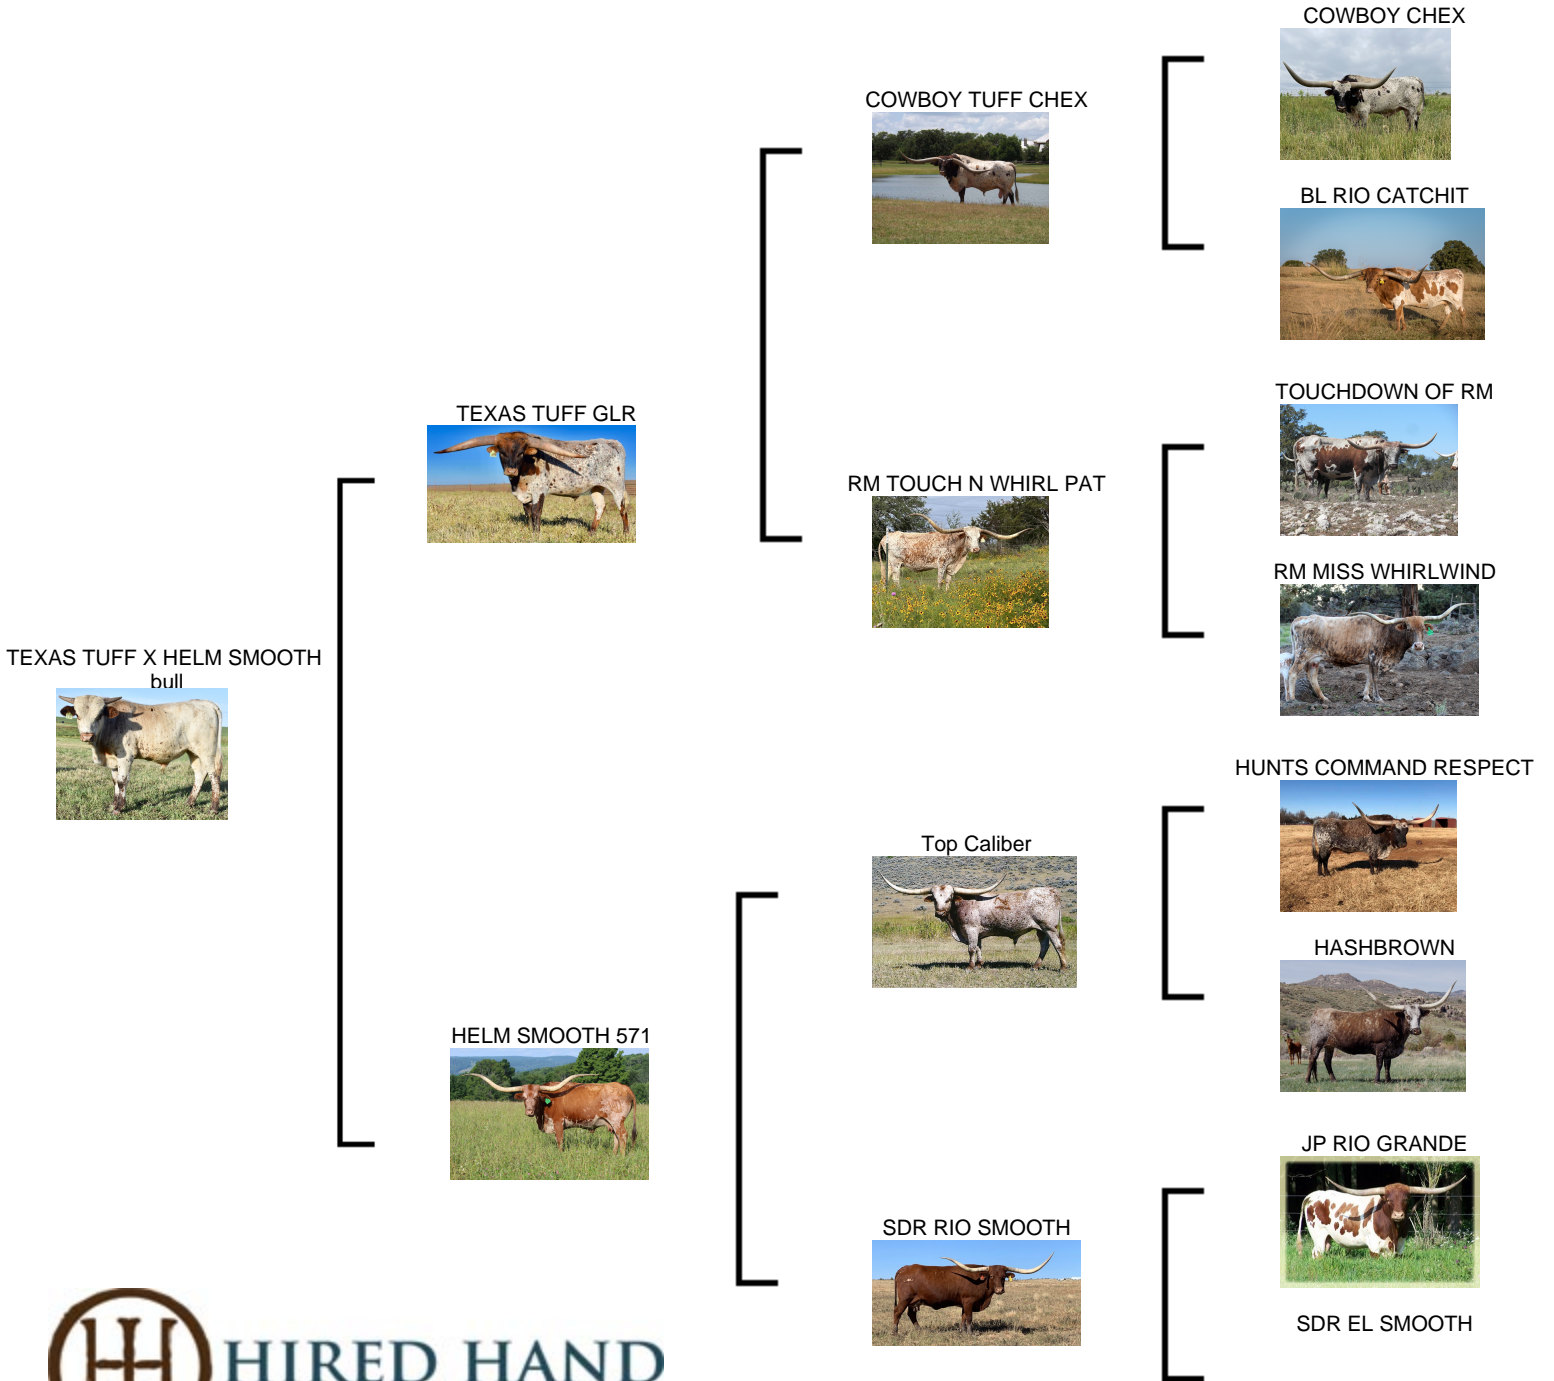 COWBOY CHEX
COWBOY TUFF CHEX
BL RIO CATCHIT
TEXAS TUFF GLR
TOUCHDOWN OF RM
RM TOUCH N WHIRL PAT
RM MISS WHIRLWIND
TEXAS TUFF X HELM SMOOTH
bull
HUNTS COMMAND RESPECT
Top Caliber
HASHBROWN
HELM SMOOTH 571
JP RIO GRANDE
SDR RIO SMOOTH
SDR EL SMOOTH
HIRED HAND